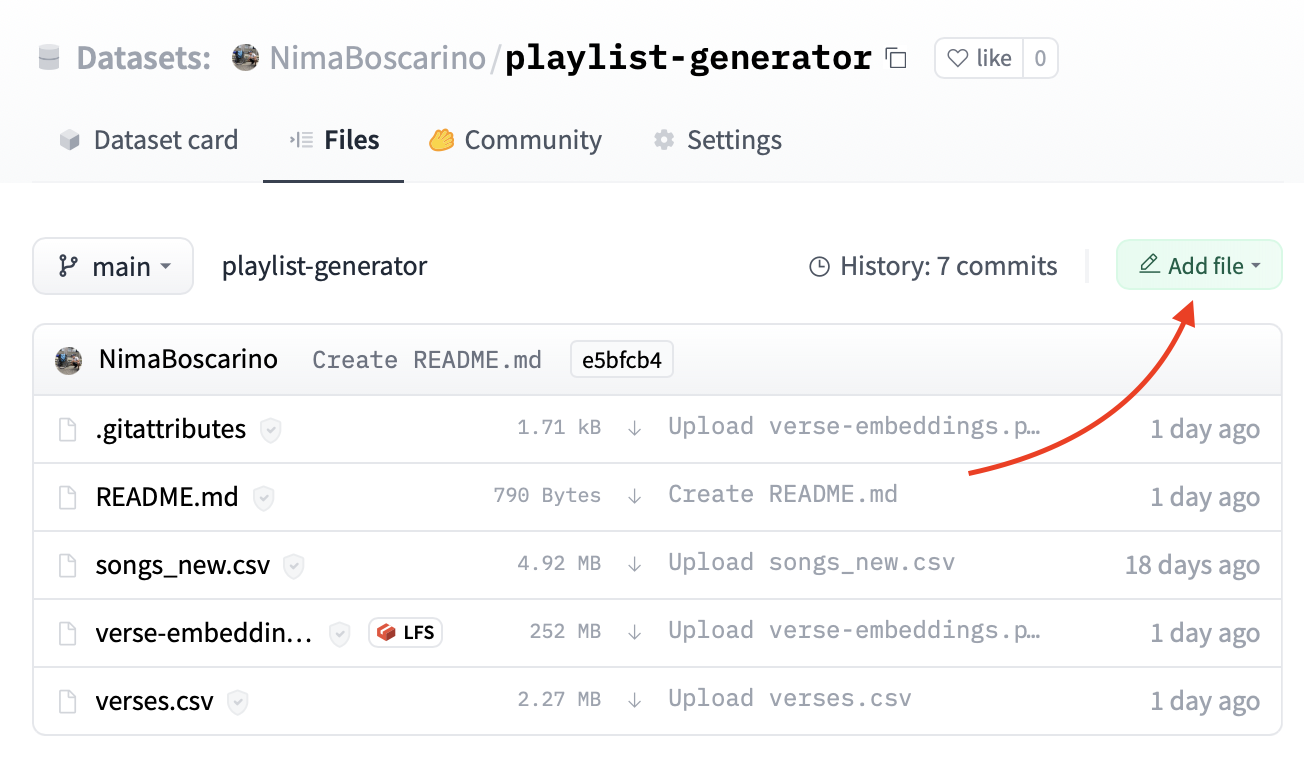 Datasets: NimaBoscarino/playlist-generator like 0
Dataset card Files Community Settings
main playlist-generator History: 7 commits Add file
NimaBoscarino Create README.md e5bfcb4
.gitattributes 1.71 kB Upload verse-embeddings.p… 1 day ago
README.md 790 Bytes Create README.md 1 day ago
songs_new.csv 4.92 MB Upload songs_new.csv 18 days ago
verse-embeddin… LFS 252 MB Upload verse-embeddings.p… 1 day ago
verses.csv 2.27 MB Upload verses.csv 1 day ago